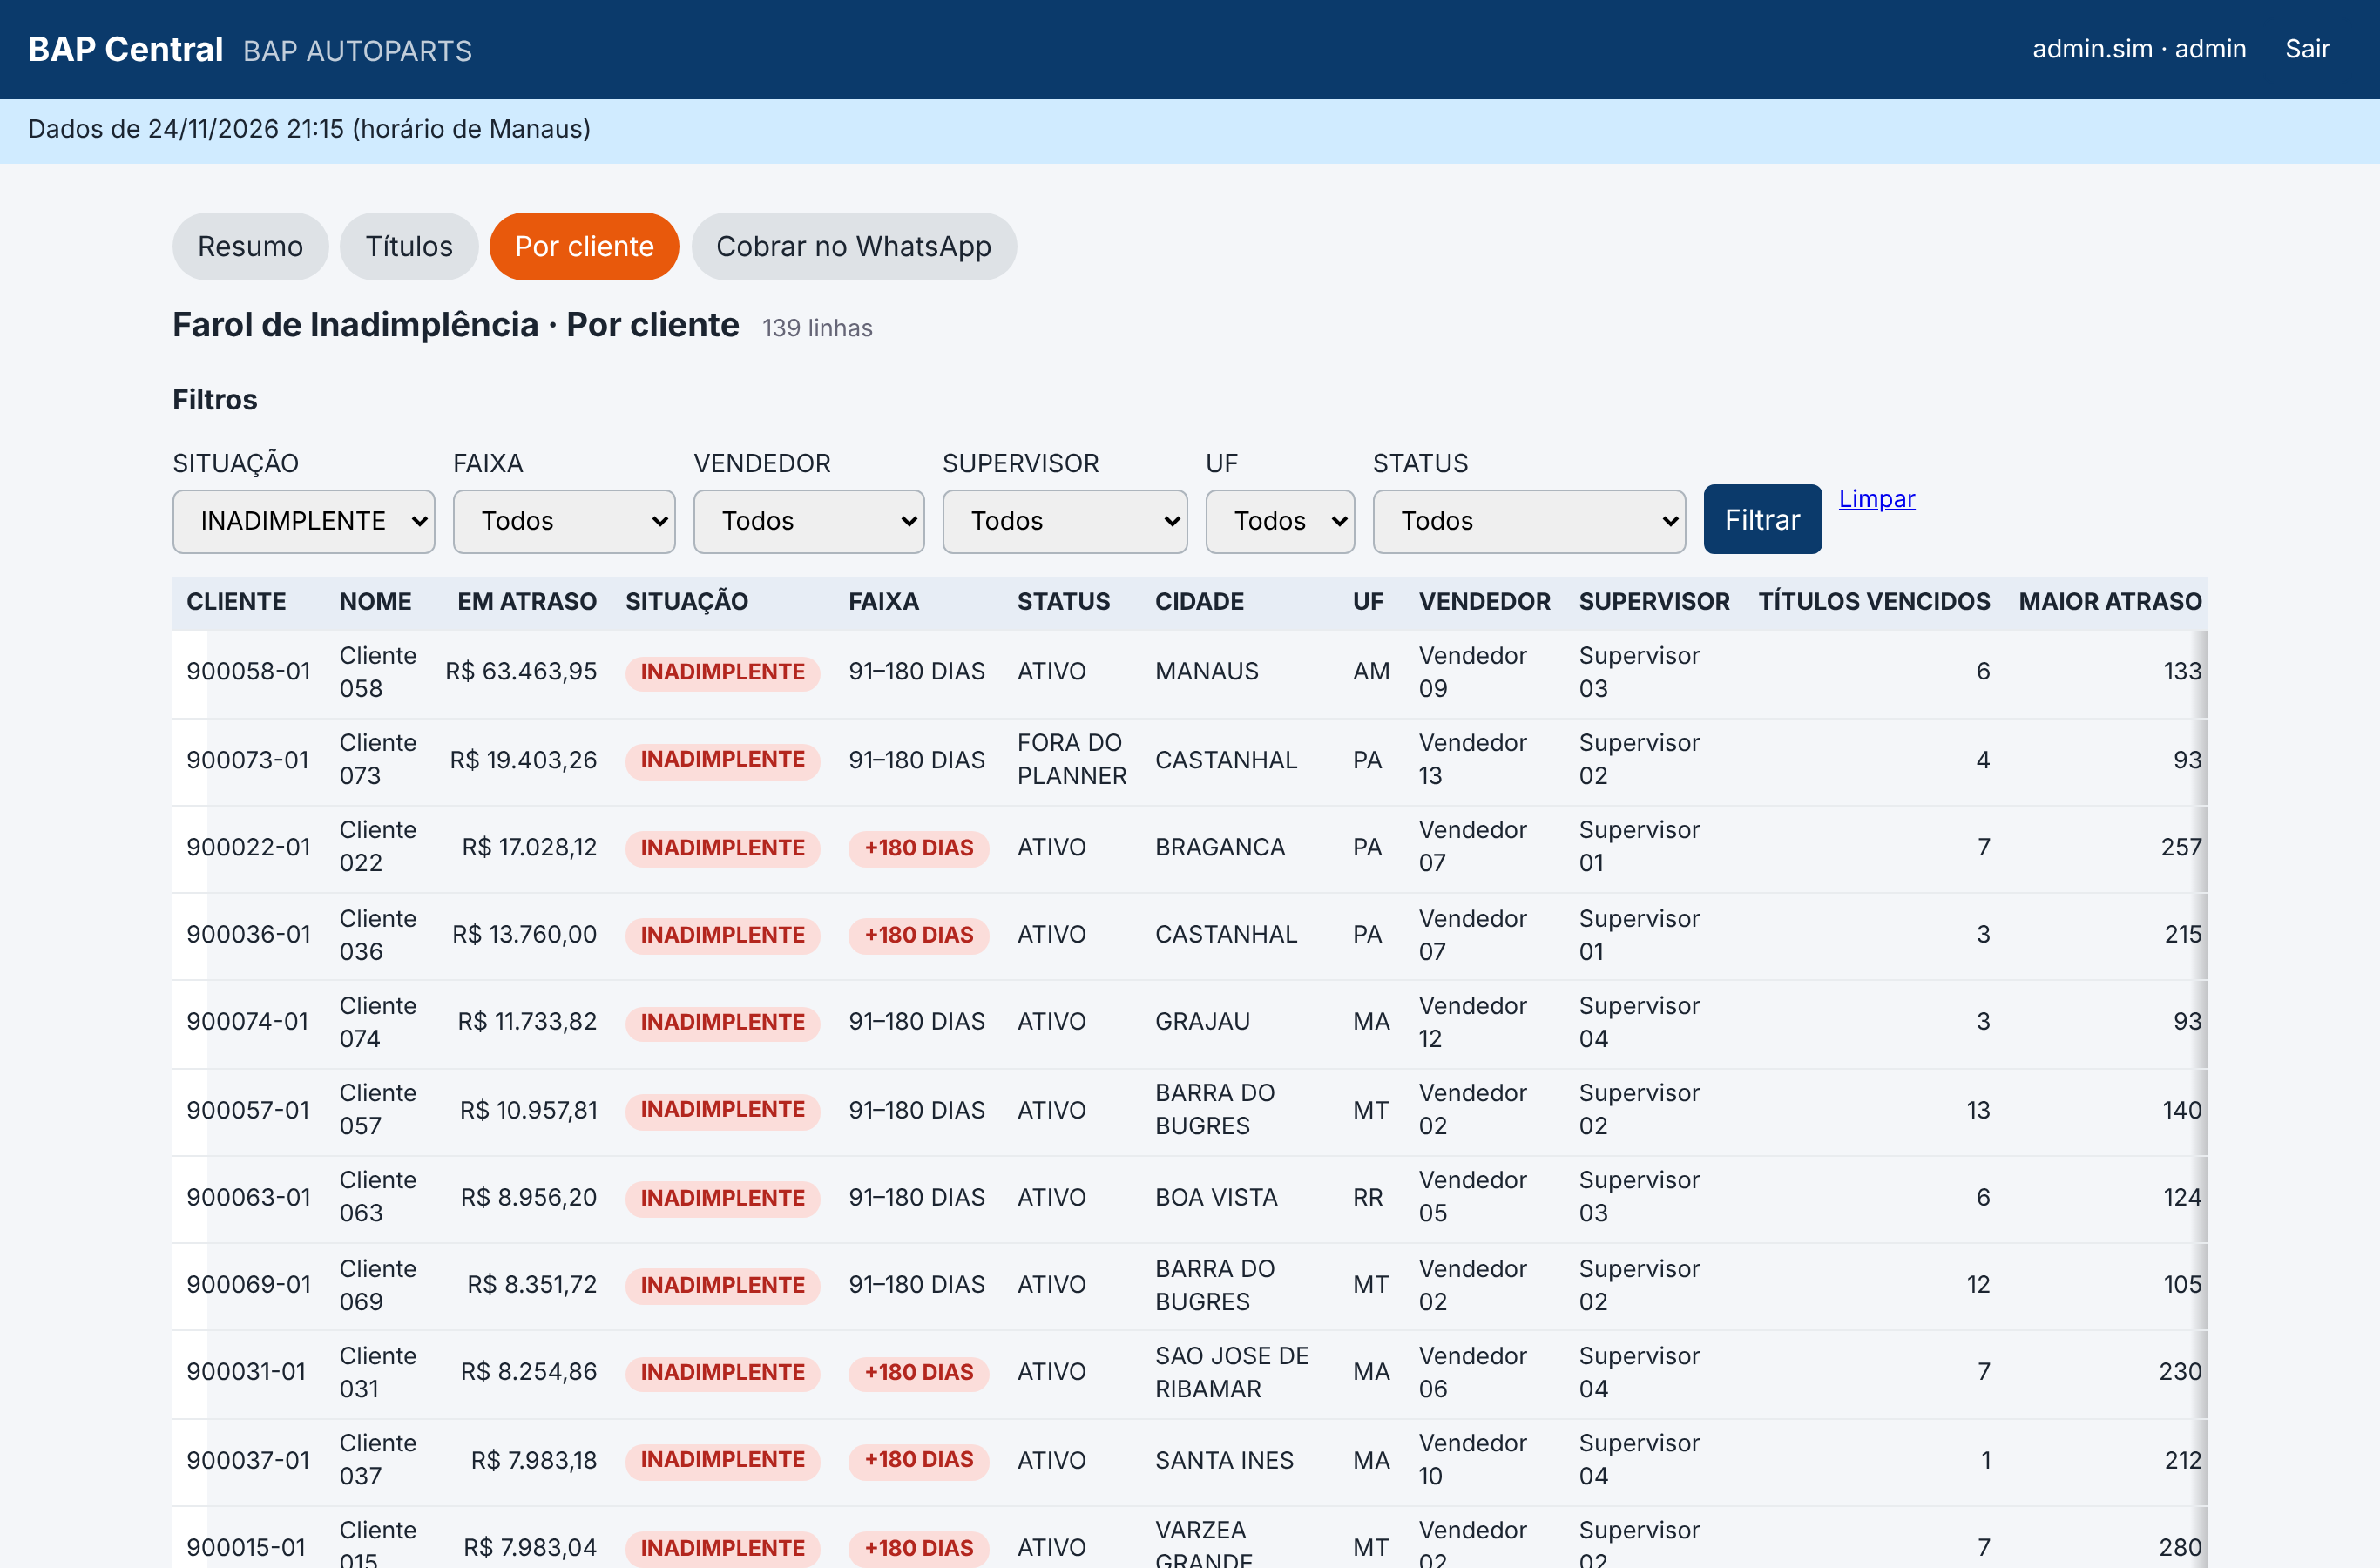 BAP Central BAP AUTOPARTS admin.sim · admin Sair
Dados de 24/11/2026 21:15 (horário de Manaus)
Resumo Títulos Por cliente Cobrar no WhatsApp
Farol de Inadimplência · Por cliente 139 linhas
Filtros
SITUAÇÃO FAIXA VENDEDOR SUPERVISOR UF STATUS
INADIMPLENTE Todos Todos Todos Todos Todos Filtrar Limpar
CLIENTE NOME EM ATRASO SITUAÇÃO FAIXA STATUS CIDADE UF VENDEDOR SUPERVISOR TÍTULOS VENCIDOS MAIOR ATRASO
900058-01 Cliente 058 R$ 63.463,95 INADIMPLENTE 91–180 DIAS ATIVO MANAUS AM Vendedor 09 Supervisor 03 6 133
900073-01 Cliente 073 R$ 19.403,26 INADIMPLENTE 91–180 DIAS FORA DO PLANNER CASTANHAL PA Vendedor 13 Supervisor 02 4 93
900022-01 Cliente 022 R$ 17.028,12 INADIMPLENTE +180 DIAS ATIVO BRAGANCA PA Vendedor 07 Supervisor 01 7 257
900036-01 Cliente 036 R$ 13.760,00 INADIMPLENTE +180 DIAS ATIVO CASTANHAL PA Vendedor 07 Supervisor 01 3 215
900074-01 Cliente 074 R$ 11.733,82 INADIMPLENTE 91–180 DIAS ATIVO GRAJAU MA Vendedor 12 Supervisor 04 3 93
900057-01 Cliente 057 R$ 10.957,81 INADIMPLENTE 91–180 DIAS ATIVO BARRA DO BUGRES MT Vendedor 02 Supervisor 02 13 140
900063-01 Cliente 063 R$ 8.956,20 INADIMPLENTE 91–180 DIAS ATIVO BOA VISTA RR Vendedor 05 Supervisor 03 6 124
900069-01 Cliente 069 R$ 8.351,72 INADIMPLENTE 91–180 DIAS ATIVO BARRA DO BUGRES MT Vendedor 02 Supervisor 02 12 105
900031-01 Cliente 031 R$ 8.254,86 INADIMPLENTE +180 DIAS ATIVO SAO JOSE DE RIBAMAR MA Vendedor 06 Supervisor 04 7 230
900037-01 Cliente 037 R$ 7.983,18 INADIMPLENTE +180 DIAS ATIVO SANTA INES MA Vendedor 10 Supervisor 04 1 212
900015-01 Cliente 015 R$ 7.983,04 INADIMPLENTE +180 DIAS ATIVO VARZEA GRANDE MT Vendedor 02 Supervisor 02 7 280